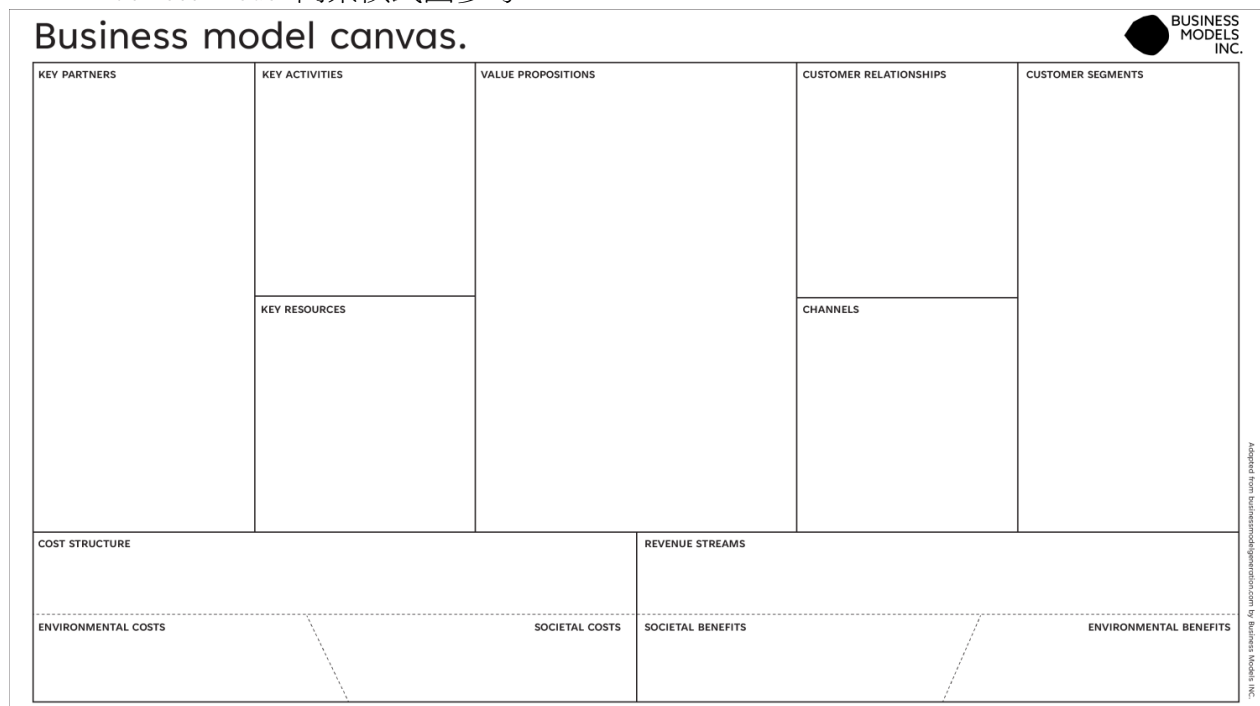 Business model canvas.
BUSINESS
MODELS
INC.
KEY PARTNERS
KEY ACTIVITIES
VALUE PROPOSITIONS
CUSTOMER RELATIONSHIPS
CUSTOMER SEGMENTS
KEY RESOURCES
CHANNELS
COST STRUCTURE
REVENUE STREAMS
ENVIRONMENTAL COSTS
SOCIETAL COSTS
SOCIETAL BENEFITS
ENVIRONMENTAL BENEFITS
Adapted from businessmodelgeneration.com by Business Models INC.